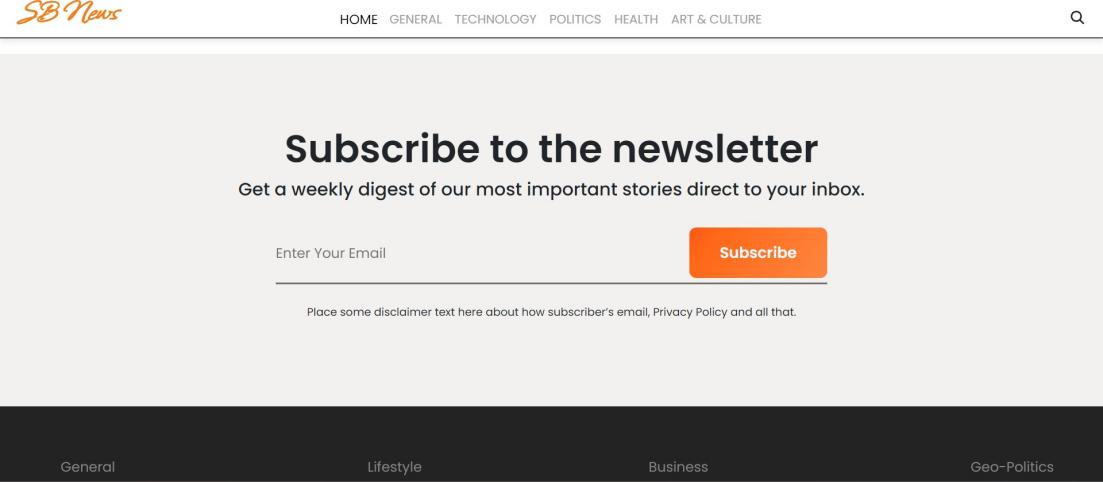 SB News
HOME GENERAL TECHNOLOGY POLITICS HEALTH ART & CULTURE
Subscribe to the newsletter
Get a weekly digest of our most important stories direct to your inbox.
Enter Your Email
Subscribe
Place some disclaimer text here about how subscriber's email, Privacy Policy and all that.
General Lifestyle Business Geo-Politics